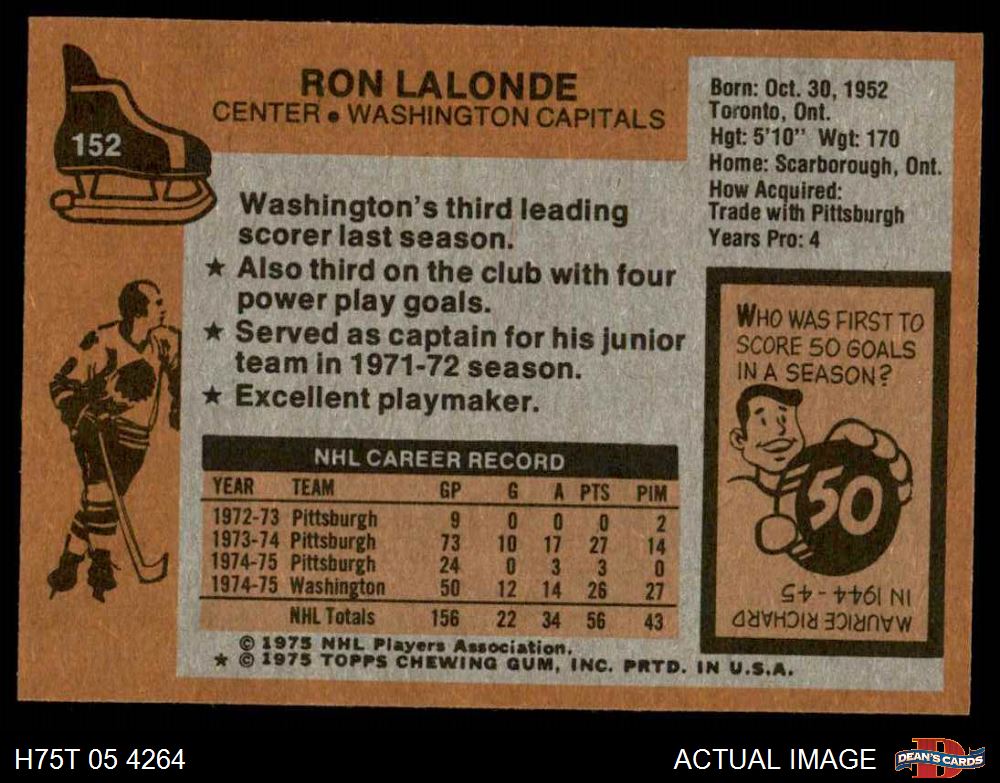 152
RON LALONDE
CENTER • WASHINGTON CAPITALS
Washington's third leading
scorer last season.
★ Also third on the club with four
power play goals.
★ Served as captain for his junior
team in 1971-72 season.
★ Excellent playmaker.
NHL CAREER RECORD
YEAR TEAM GP G A PTS PIM
1972-73 Pittsburgh 9 0 0 0 2
1973-74 Pittsburgh 73 10 17 27 14
1974-75 Pittsburgh 24 0 3 3 0
1974-75 Washington 50 12 14 26 27
NHL Totals 156 22 34 56 43
© 1975 NHL Players Association.
★ © 1975 TOPPS CHEWING GUM, INC. PRTD. IN U.S.A.
Born: Oct. 30, 1952
Toronto, Ont.
Hgt: 5'10" Wgt: 170
Home: Scarborough, Ont.
How Acquired:
Trade with Pittsburgh
Years Pro: 4
WHO WAS FIRST TO
SCORE 50 GOALS
IN A SEASON?
50
MAURICE RICHARD
IN 1944-45
H75T 05 4264
ACTUAL IMAGE
D
DEAN'S CARDS